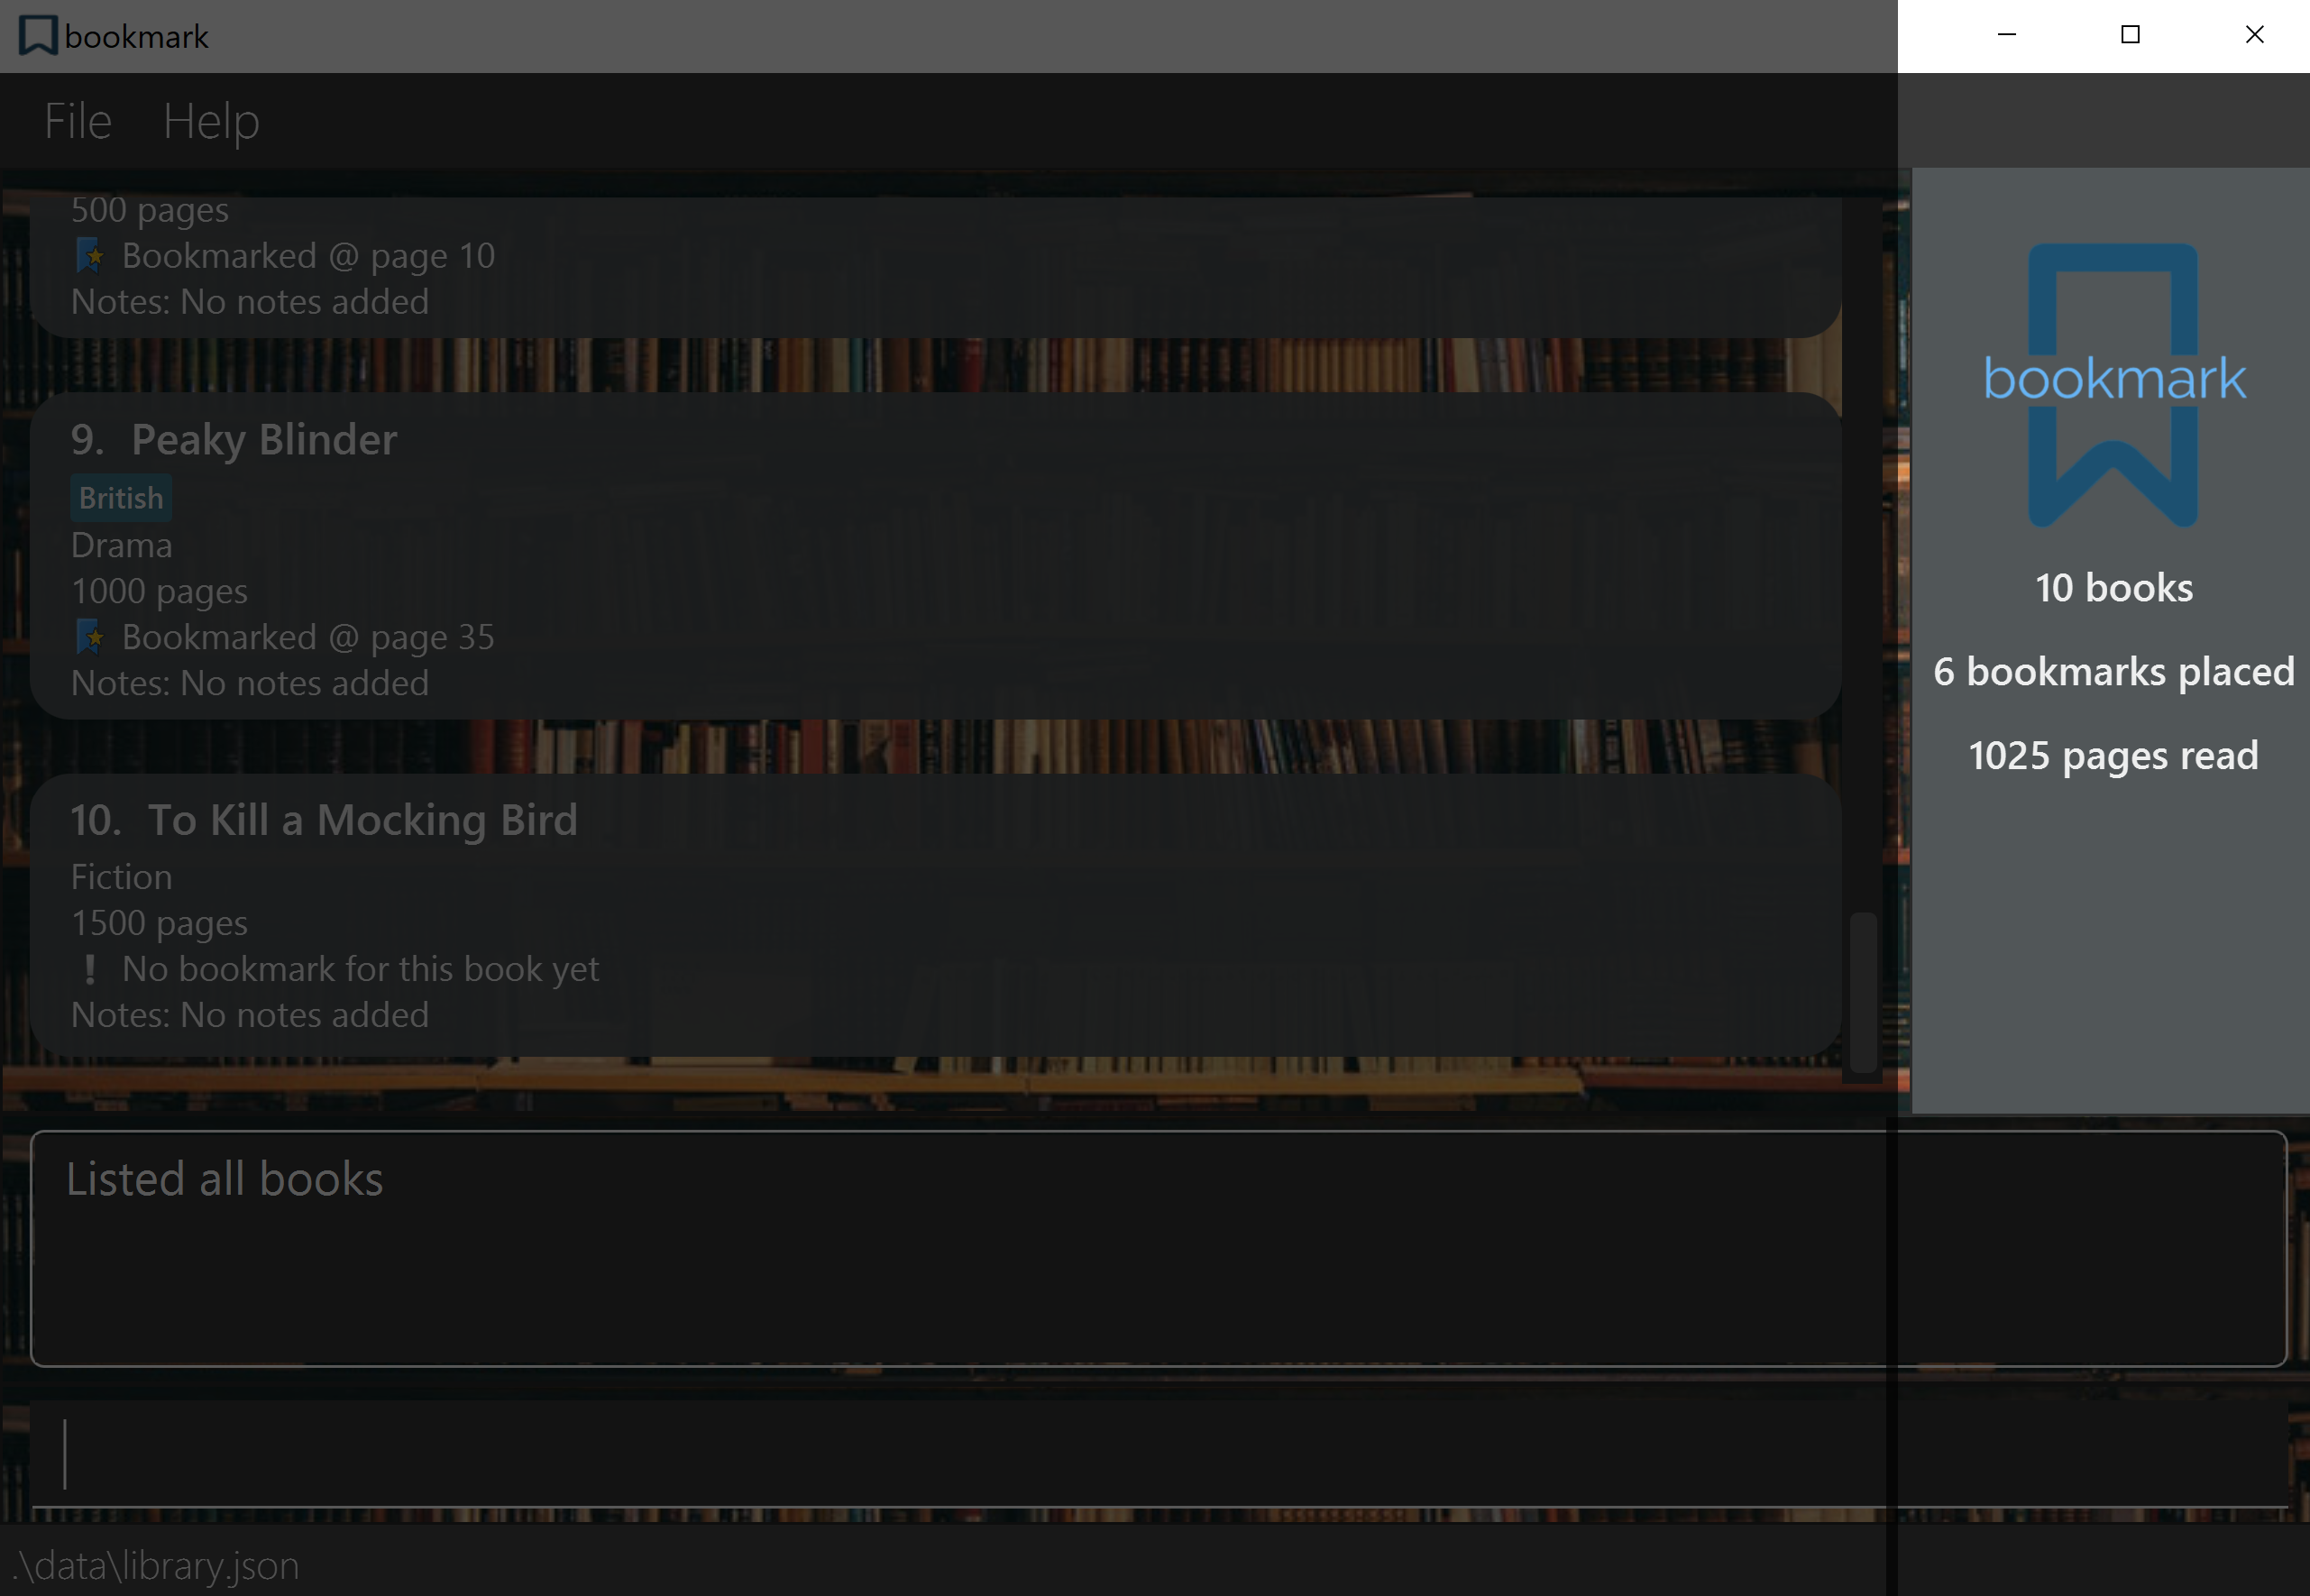 bookmark
File Help
500 pages
Bookmarked @ page 10
Notes: No notes added
9. Peaky Blinder
British
Drama
1000 pages
Bookmarked @ page 35
Notes: No notes added
10. To Kill a Mocking Bird
Fiction
1500 pages
No bookmark for this book yet
Notes: No notes added
bookmark
10 books
6 bookmarks placed
1025 pages read
Listed all books
.\data\library.json